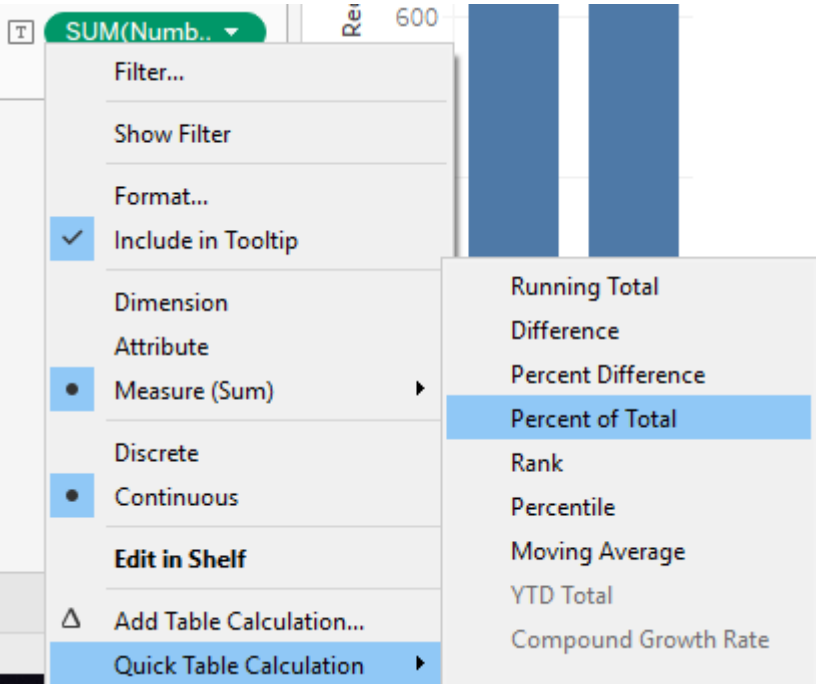 T
SUM(Numb..
Rec
600
Filter...
Show Filter
Format...
Include in Tooltip
Dimension
Attribute
Measure (Sum)
Discrete
Continuous
Edit in Shelf
Add Table Calculation...
Quick Table Calculation
Running Total
Difference
Percent Difference
Percent of Total
Rank
Percentile
Moving Average
YTD Total
Compound Growth Rate